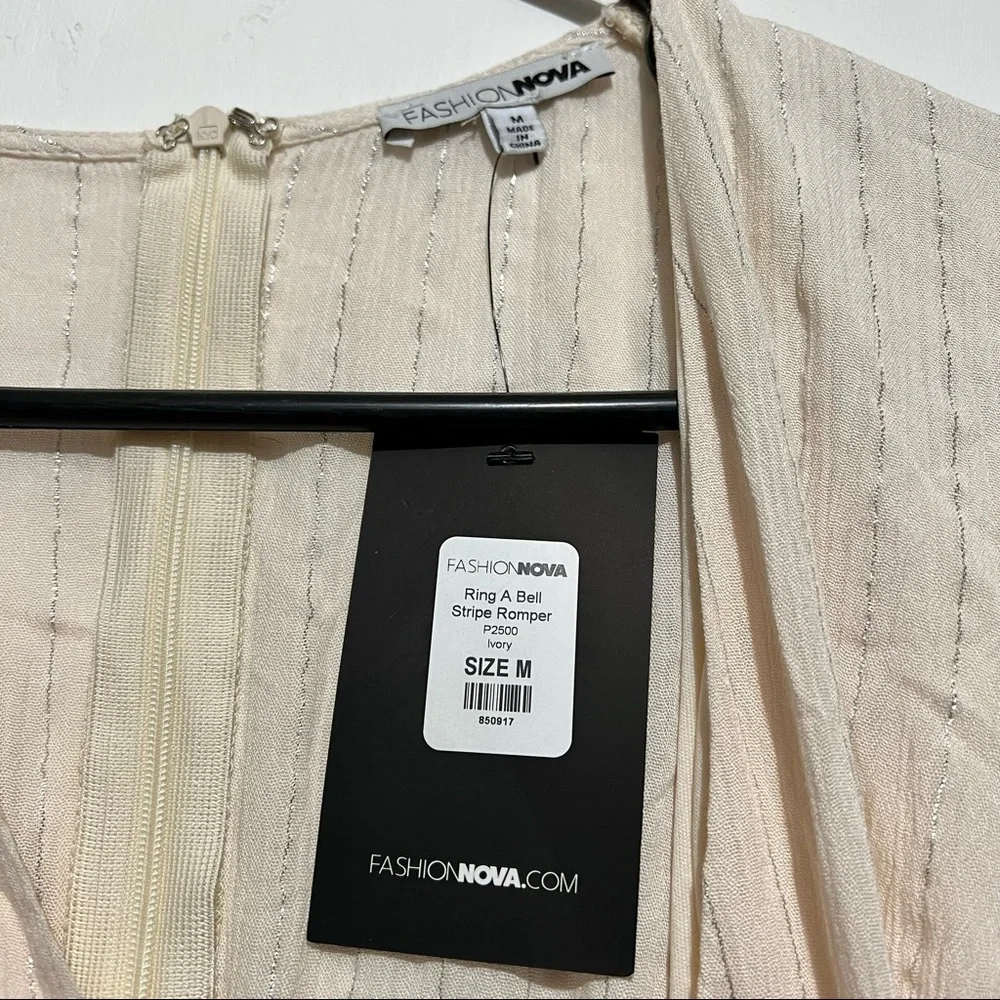 FASHIONNOVA
M
MADE
IN
CHINA
FASHIONNOVA
Ring A Bell
Stripe Romper
P2500
Ivory
SIZE M
850917
FASHIONNOVA.COM